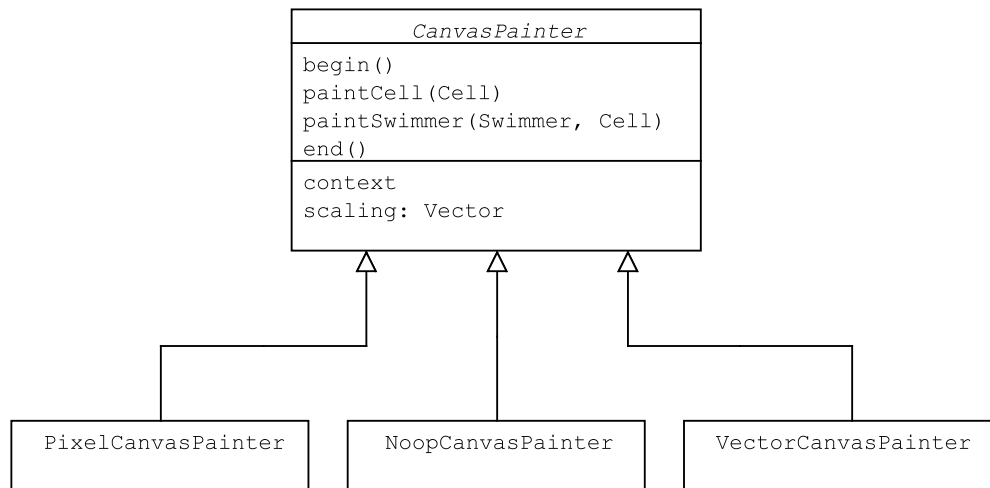 CanvasPainter
begin()
paintCell(Cell)
paintSwimmer(Swimmer, Cell)
end()
context
scaling: Vector
PixelCanvasPainter
NoopCanvasPainter
VectorCanvasPainter